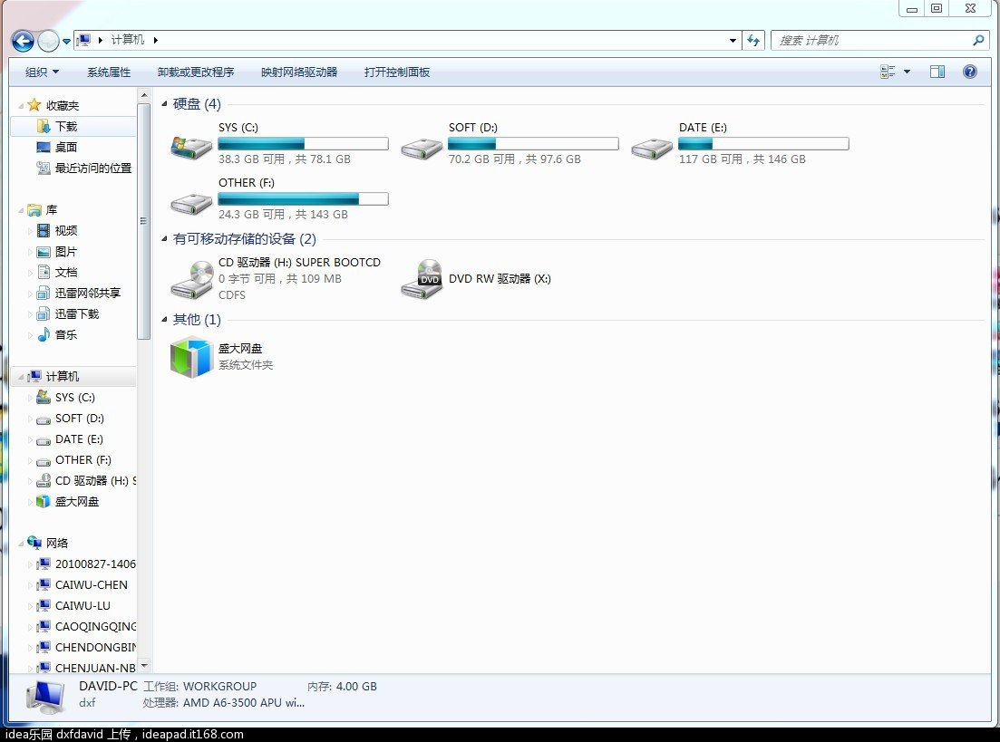 计算机
搜索 计算机
组织 系统属性 卸载或更改程序 映射网络驱动器 打开控制面板
收藏夹
下载
桌面
最近访问的位置
库
视频
图片
文档
迅雷网邻共享
迅雷下载
音乐
计算机
SYS (C:)
SOFT (D:)
DATE (E:)
OTHER (F:)
CD 驱动器 (H:) S
盛大网盘
网络
20100827-1406
CAIWU-CHEN
CAIWU-LU
CAOQINGQING
CHENDONGBIN
CHENJUAN-NB
硬盘 (4)
SYS (C:)
38.3 GB 可用，共 78.1 GB
SOFT (D:)
70.2 GB 可用，共 97.6 GB
DATE (E:)
117 GB 可用，共 146 GB
OTHER (F:)
24.3 GB 可用，共 143 GB
有可移动存储的设备 (2)
CD 驱动器 (H:) SUPER BOOTCD
0 字节 可用，共 109 MB
CDFS
DVD
DVD RW 驱动器 (X:)
其他 (1)
盛大网盘
系统文件夹
DAVID-PC 工作组: WORKGROUP 内存: 4.00 GB
dxf 处理器: AMD A6-3500 APU wi...
idea乐园 dxfdavid 上传，ideapad.it168.com